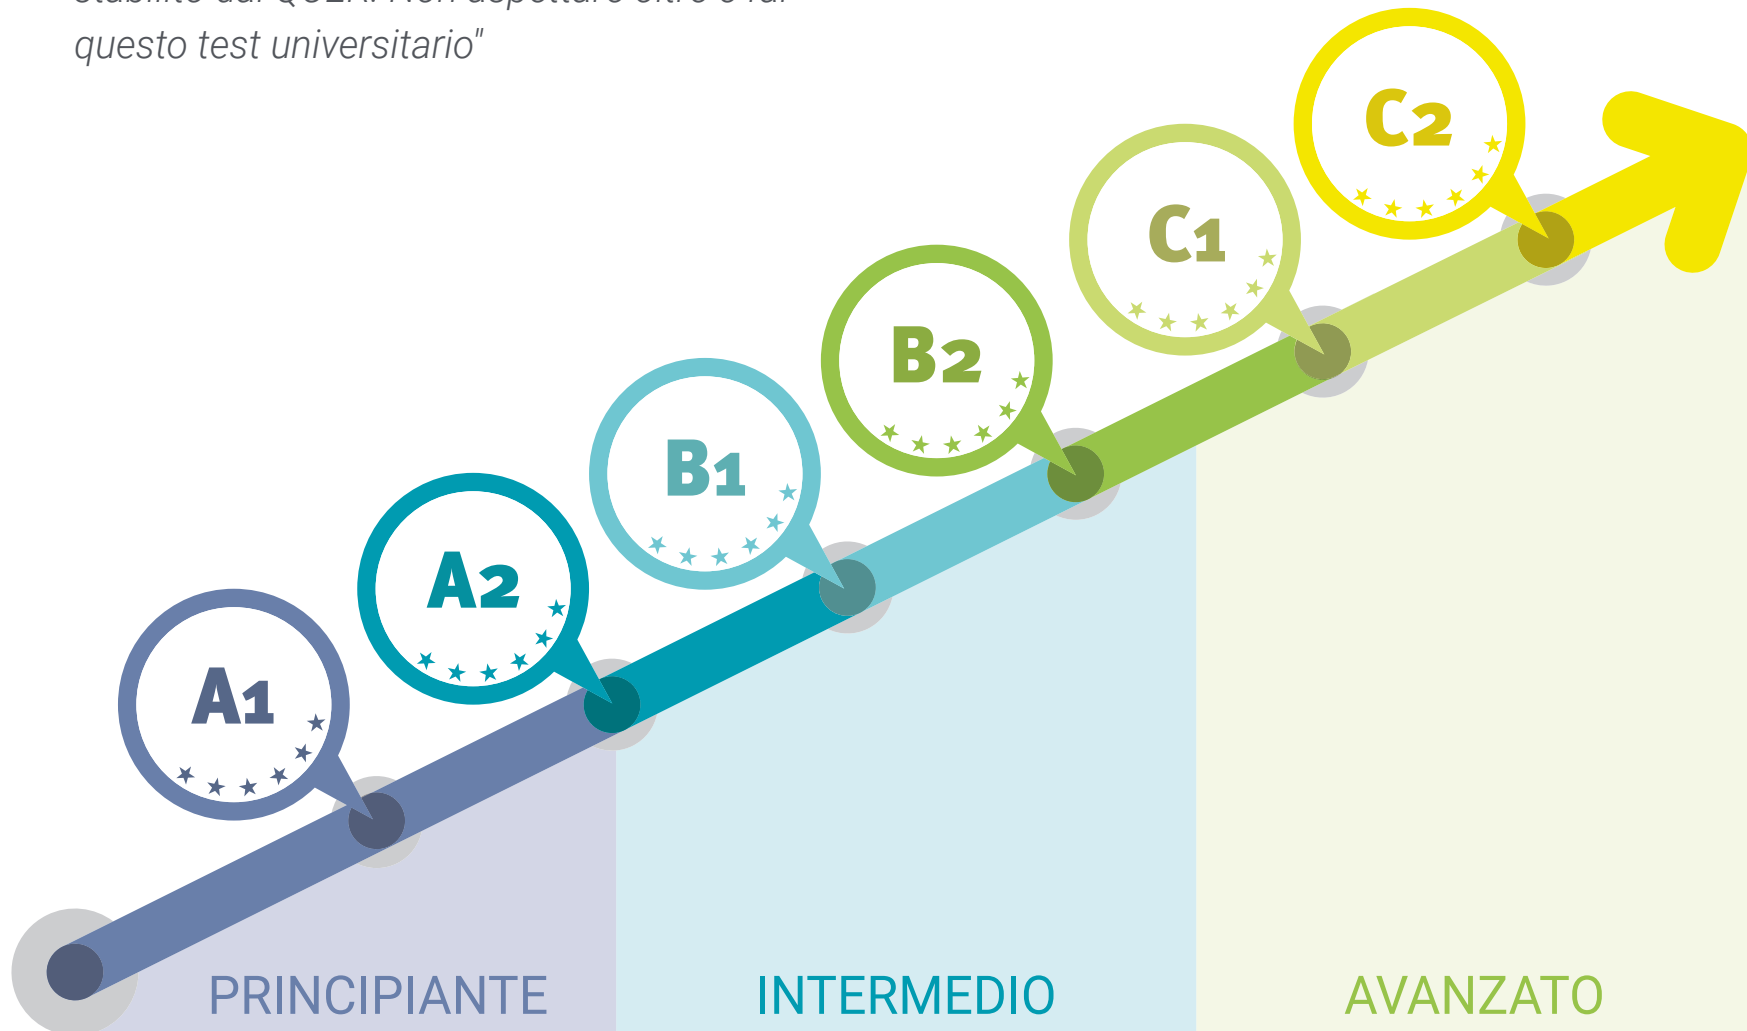 questo test universitario"
C2
C1
B2
B1
A2
A1
PRINCIPIANTE
INTERMEDIO
AVANZATO